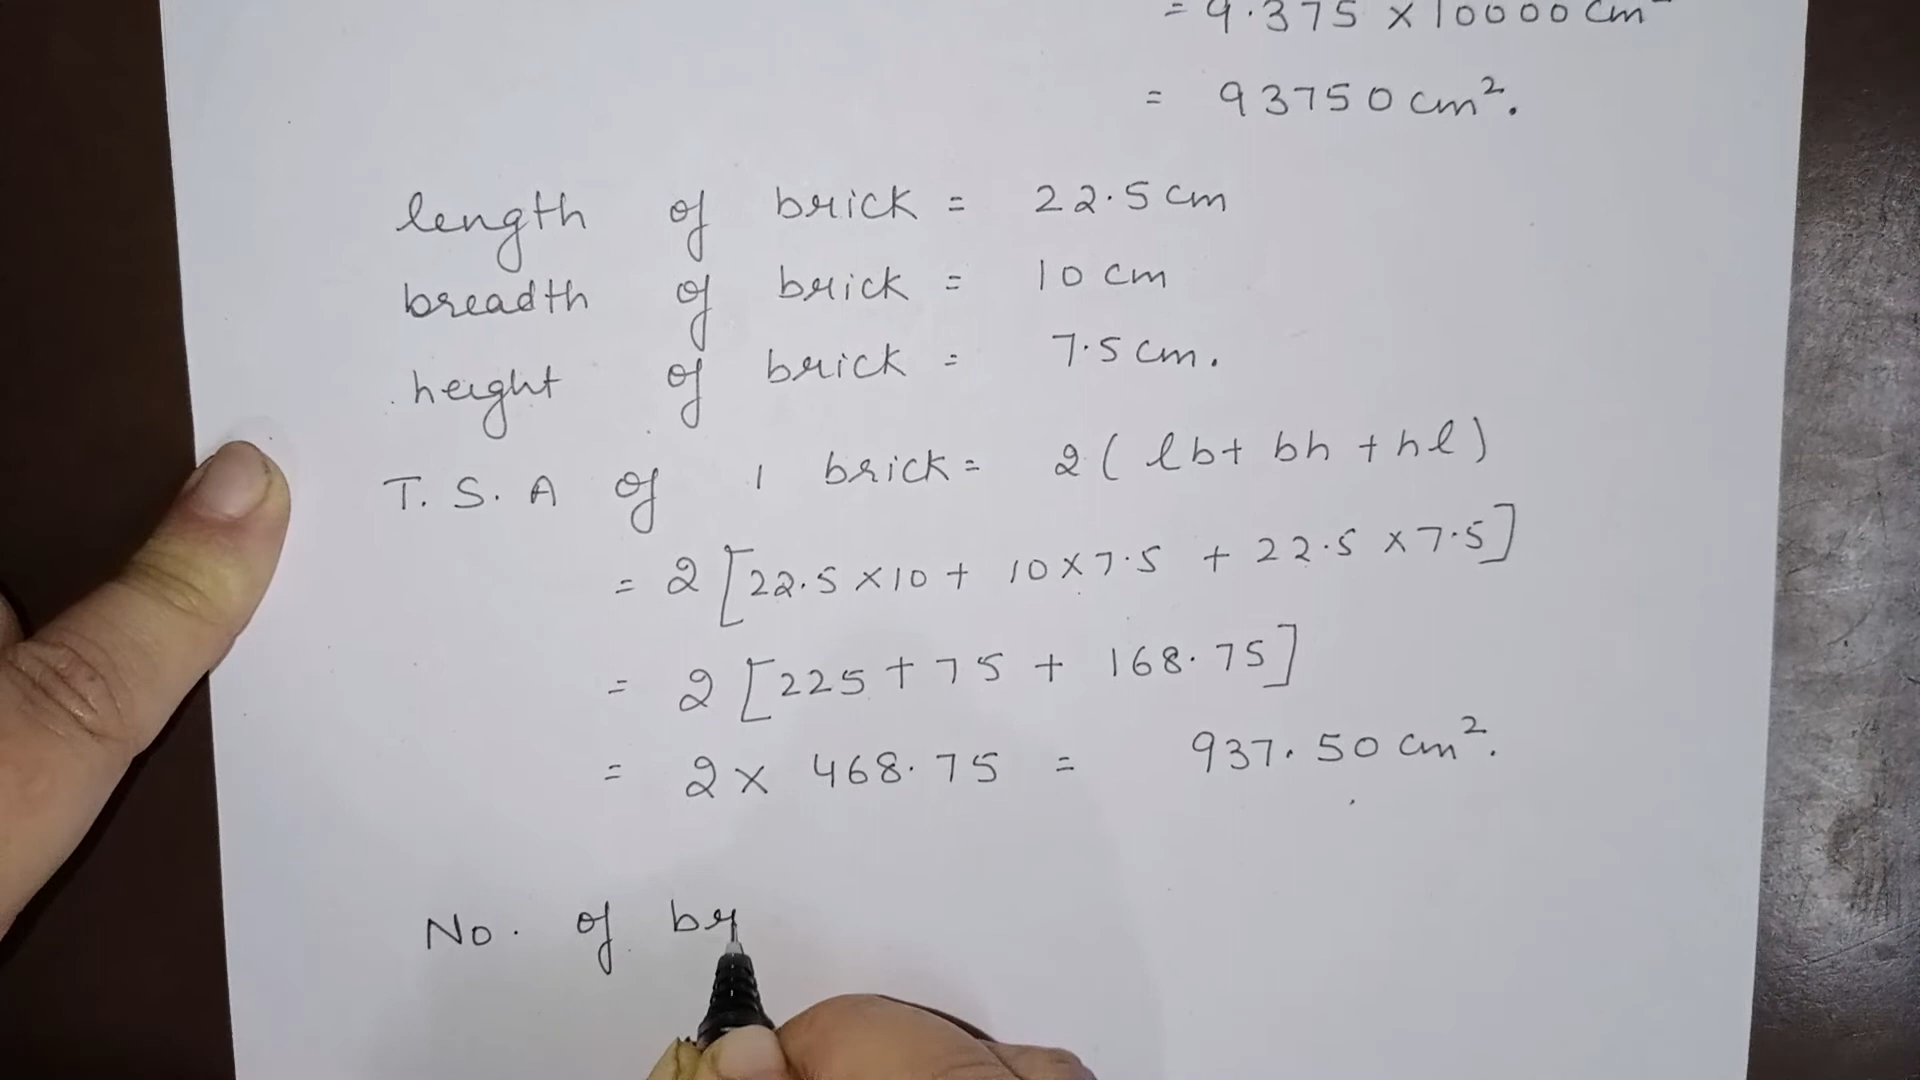 = 9.375 × 10000 cm²
= 93750 cm².
length of brick = 22.5 cm
breadth of brick = 10 cm
height of brick = 7.5 cm.
T. S. A of 1 brick = 2 ( lb + bh + hl )
= 2 [ 22.5 × 10 + 10 × 7.5 + 22.5 × 7.5 ]
= 2 [ 225 + 75 + 168.75 ]
= 2 × 468.75 = 937.50 cm².
No. of br